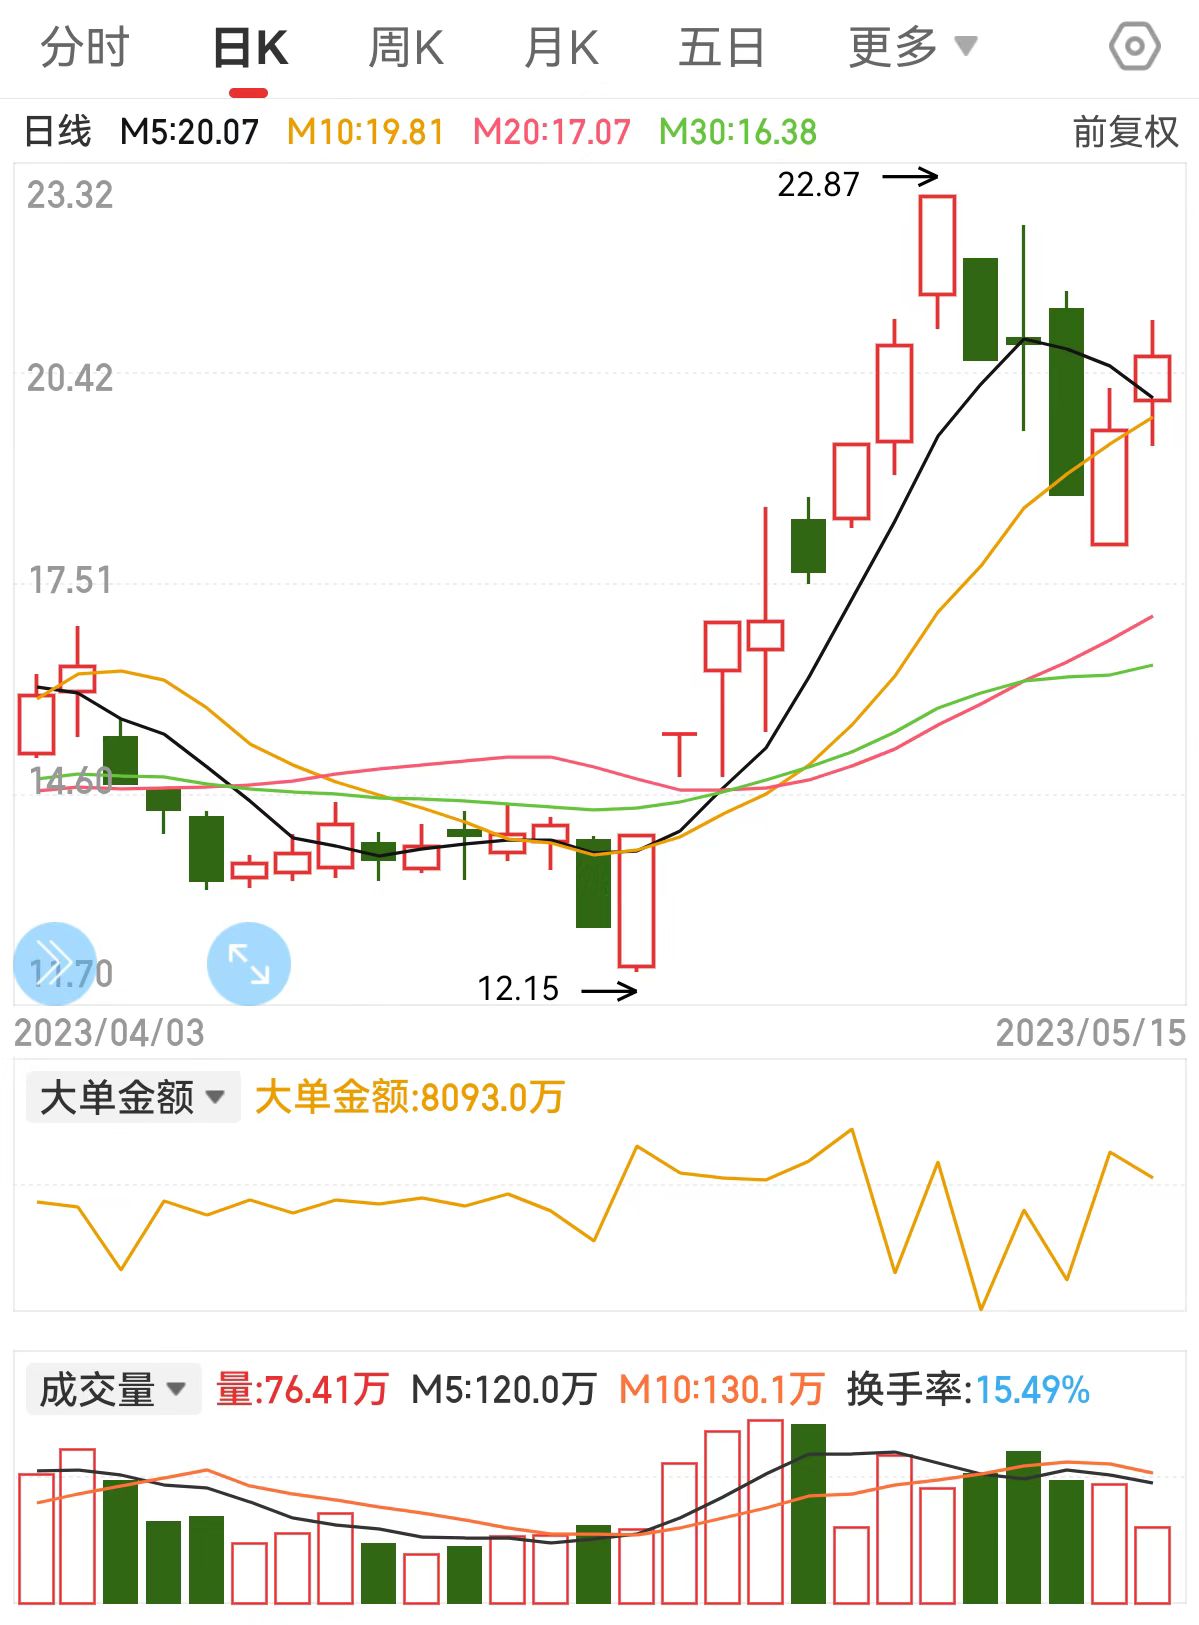 分时 日K 周K 月K 五日 更多
日线 M5:20.07 M10:19.81 M20:17.07 M30:16.38 前复权
22.87
23.32
20.42
17.51
14.60
11.70
12.15
2023/04/03 2023/05/15
大单金额 大单金额:8093.0万
成交量 量:76.41万 M5:120.0万 M10:130.1万 换手率:15.49%